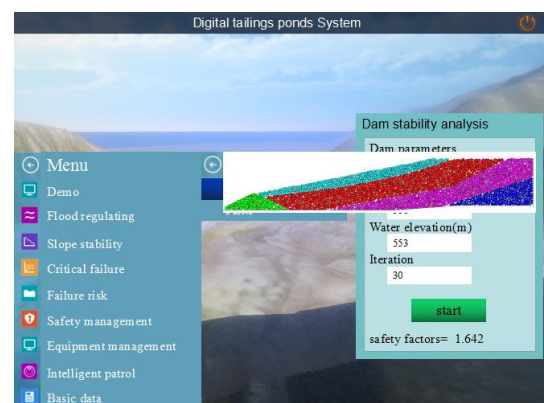 Digital tailings ponds System
Menu
Demo
Flood regulating
Slope stability
Critical failure
Failure risk
Safety management
Equipment management
Intelligent patrol
Basic data
Dam stability analysis
Dam parameters
Water elevation(m)
553
Iteration
30
start
safety factors= 1.642